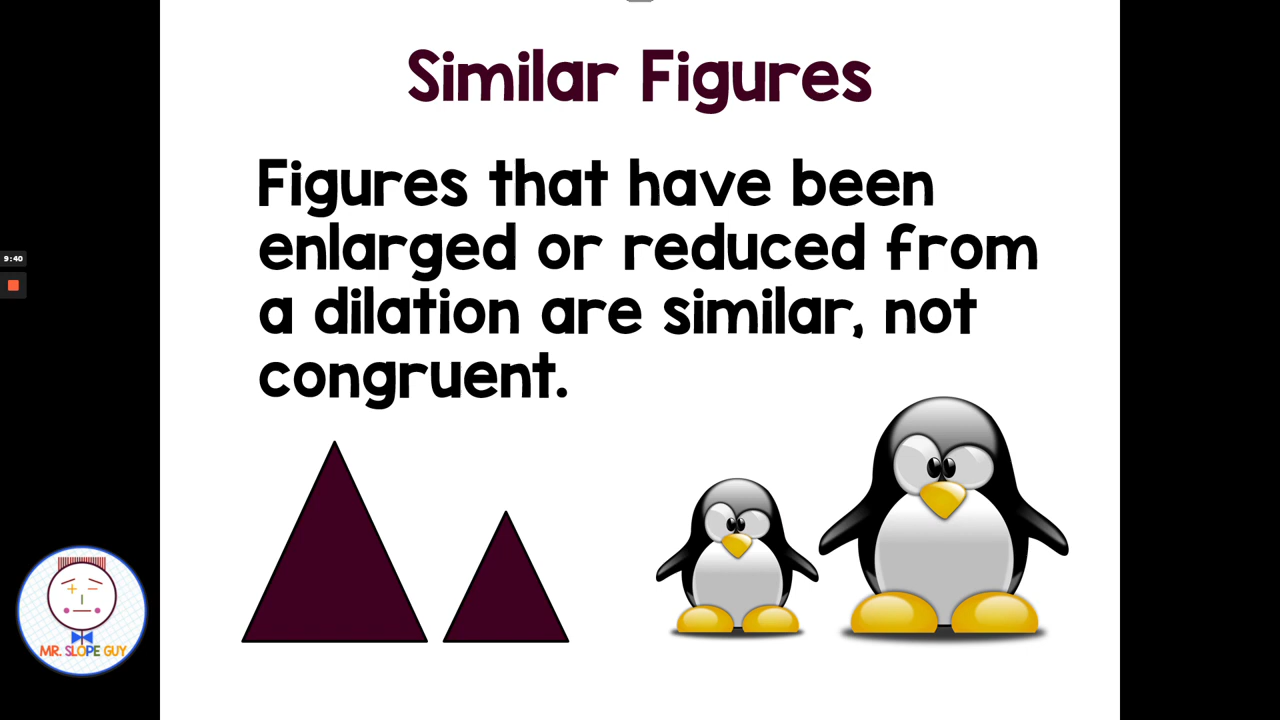 Similar Figures
Figures that have been
enlarged or reduced from
a dilation are similar, not
congruent.
9:40
MR. SLOPE GUY